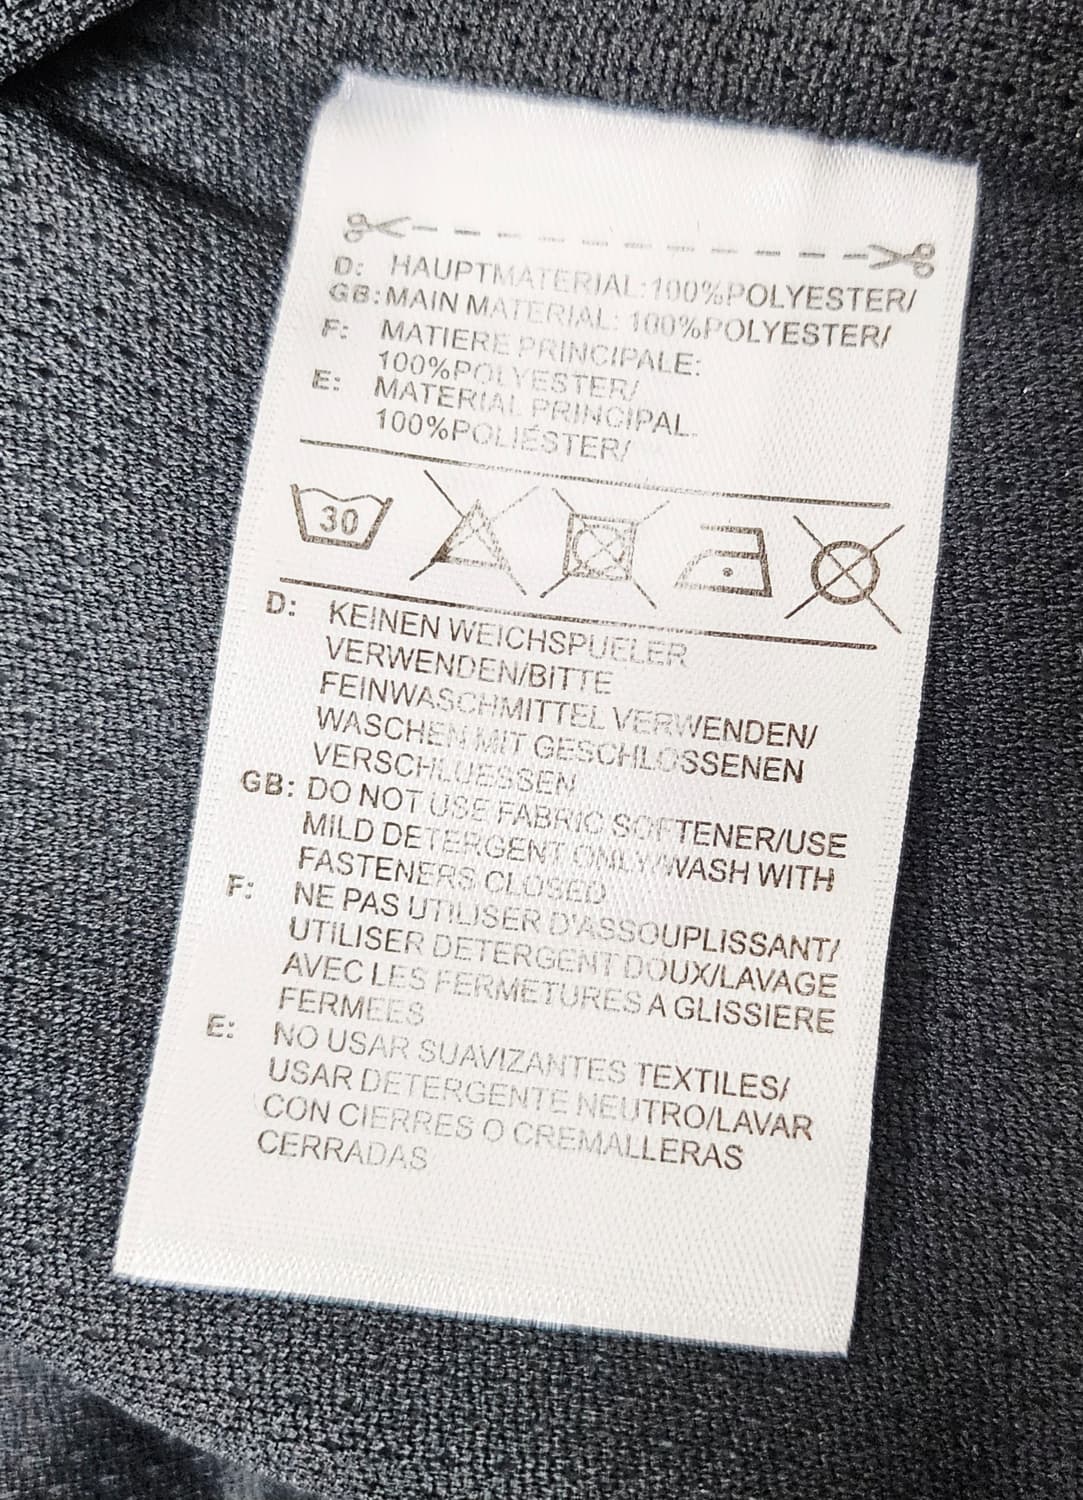 D: HAUPTMATERIAL:100%POLYESTER/
GB: MAIN MATERIAL: 100%POLYESTER/
F: MATIERE PRINCIPALE:
100%POLYESTER/
E: MATERIAL PRINCIPAL:
100%POLIÉSTER/
30
D: KEINEN WEICHSPUELER
VERWENDEN/BITTE
FEINWASCHMITTEL VERWENDEN/
WASCHEN MIT GESCHLOSSENEN
VERSCHLUESSEN
GB: DO NOT USE FABRIC SOFTENER/USE
MILD DETERGENT ONLY/WASH WITH
FASTENERS CLOSED
F: NE PAS UTILISER D'ASSOUPLISSANT/
UTILISER DETERGENT DOUX/LAVAGE
AVEC LES FERMETURES A GLISSIERE
FERMEES
E: NO USAR SUAVIZANTES TEXTILES/
USAR DETERGENTE NEUTRO/LAVAR
CON CIERRES O CREMALLERAS
CERRADAS